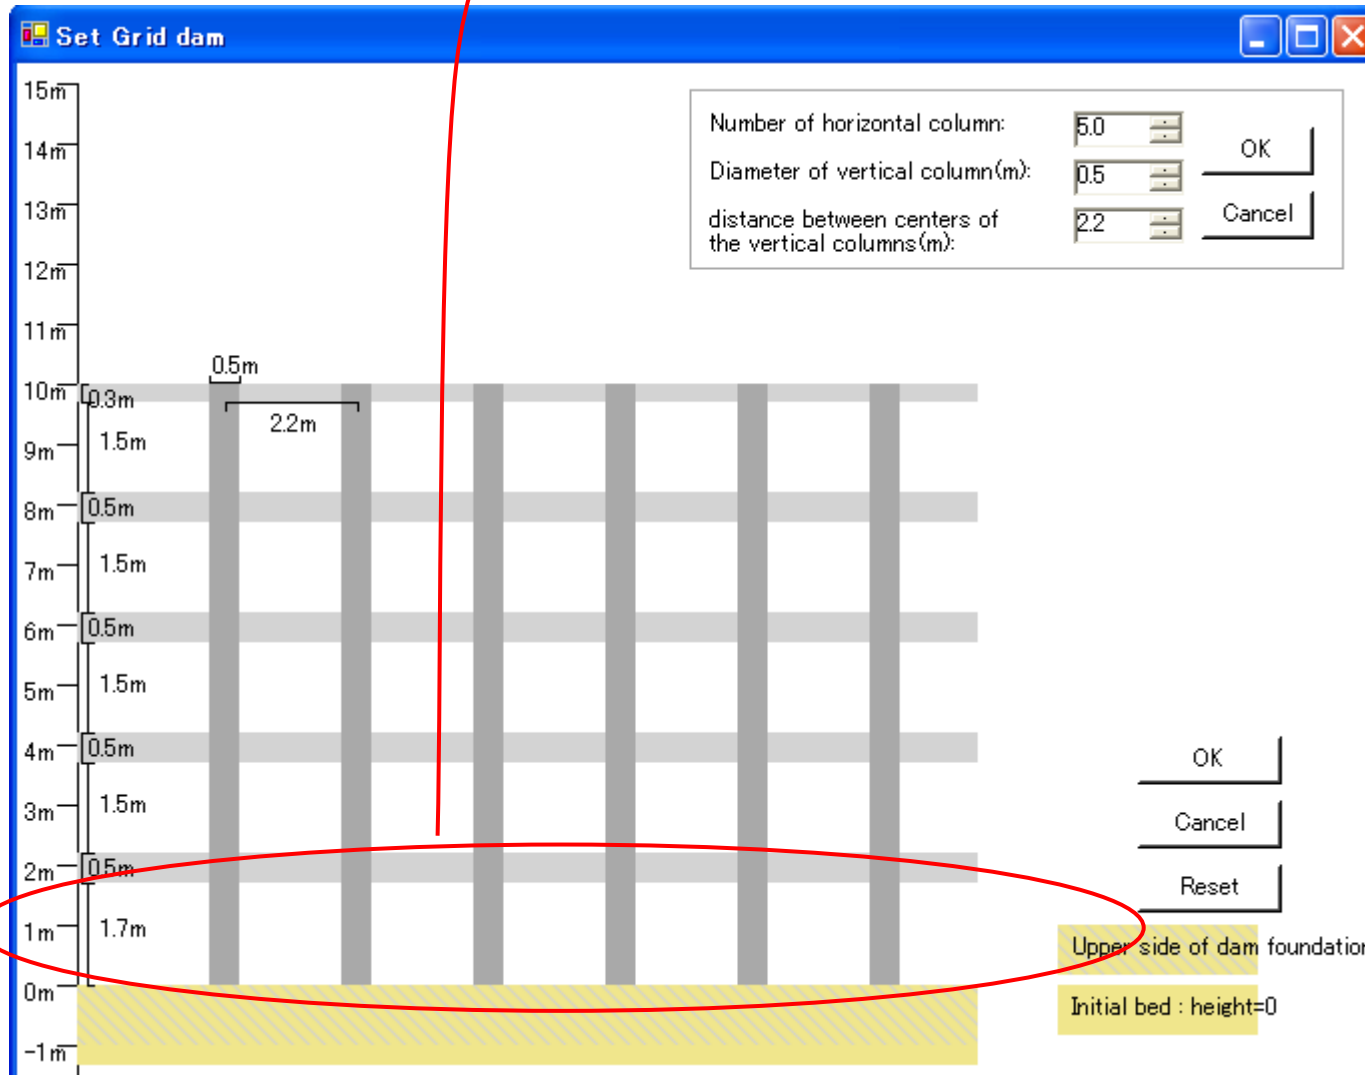 Set Grid dam
15m
14m
13m
12m
11m
10m
9m
8m
7m
6m
5m
4m
3m
2m
1m
0m
-1m
Number of horizontal column: 5.0
Diameter of vertical column(m): 0.5
distance between centers of
the vertical columns(m): 2.2
OK
Cancel
0.5m
2.2m
0.3m
1.5m
0.5m
1.5m
0.5m
1.5m
0.5m
1.5m
0.5m
1.7m
OK
Cancel
Reset
Upper side of dam foundation
Initial bed : height=0